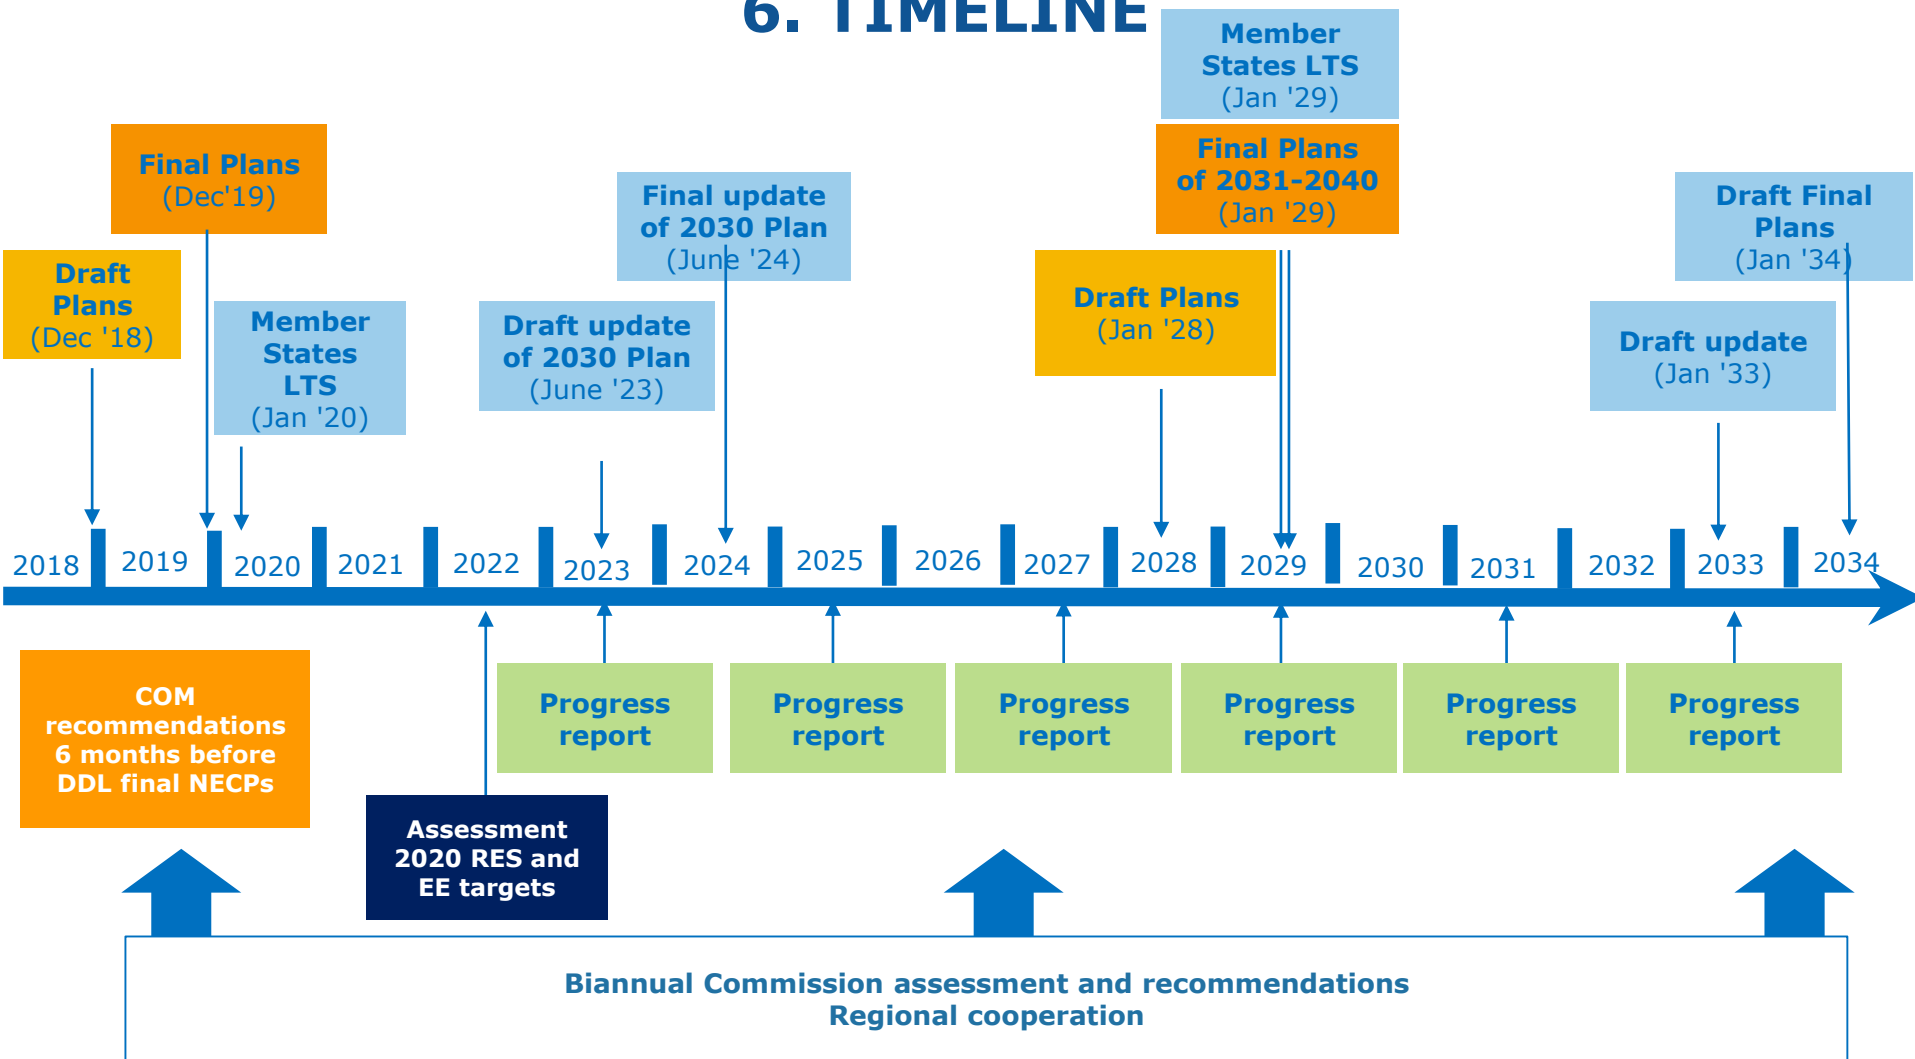 6. TIMELINE
Member
States LTS
(Jan '29)
Final Plans
(Dec'19)
Final Plans
of 2031-2040
(Jan '29)
Final update
of 2030 Plan
(June '24)
Draft Final
Plans
(Jan '34)
Draft
Plans
(Dec '18)
Draft Plans
(Jan '28)
Member
States
LTS
(Jan '20)
Draft update
of 2030 Plan
(June '23)
Draft update
(Jan '33)
2018 2019 2020 2021 2022 2023 2024 2025 2026 2027 2028 2029 2030 2031 2032 2033 2034
COM
recommendations
6 months before
DDL final NECPs
Progress
report
Progress
report
Progress
report
Progress
report
Progress
report
Progress
report
Assessment
2020 RES and
EE targets
Biannual Commission assessment and recommendations
Regional cooperation